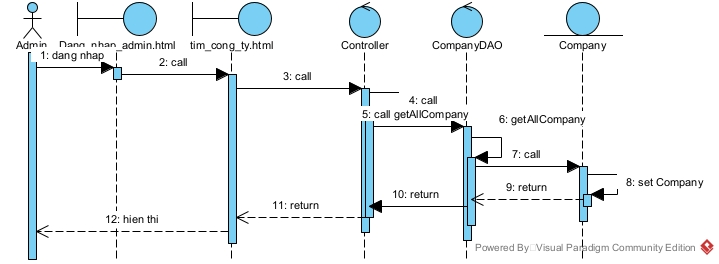 Admin
Dang_nhap_admin.html
tim_cong_ty.html
Controller
CompanyDAO
Company
1: dang nhap
2: call
3: call
4: call
5: call getAllCompany
6: getAllCompany
7: call
8: set Company
9: return
10: return
11: return
12: hien thi
Powered By Visual Paradigm Community Edition